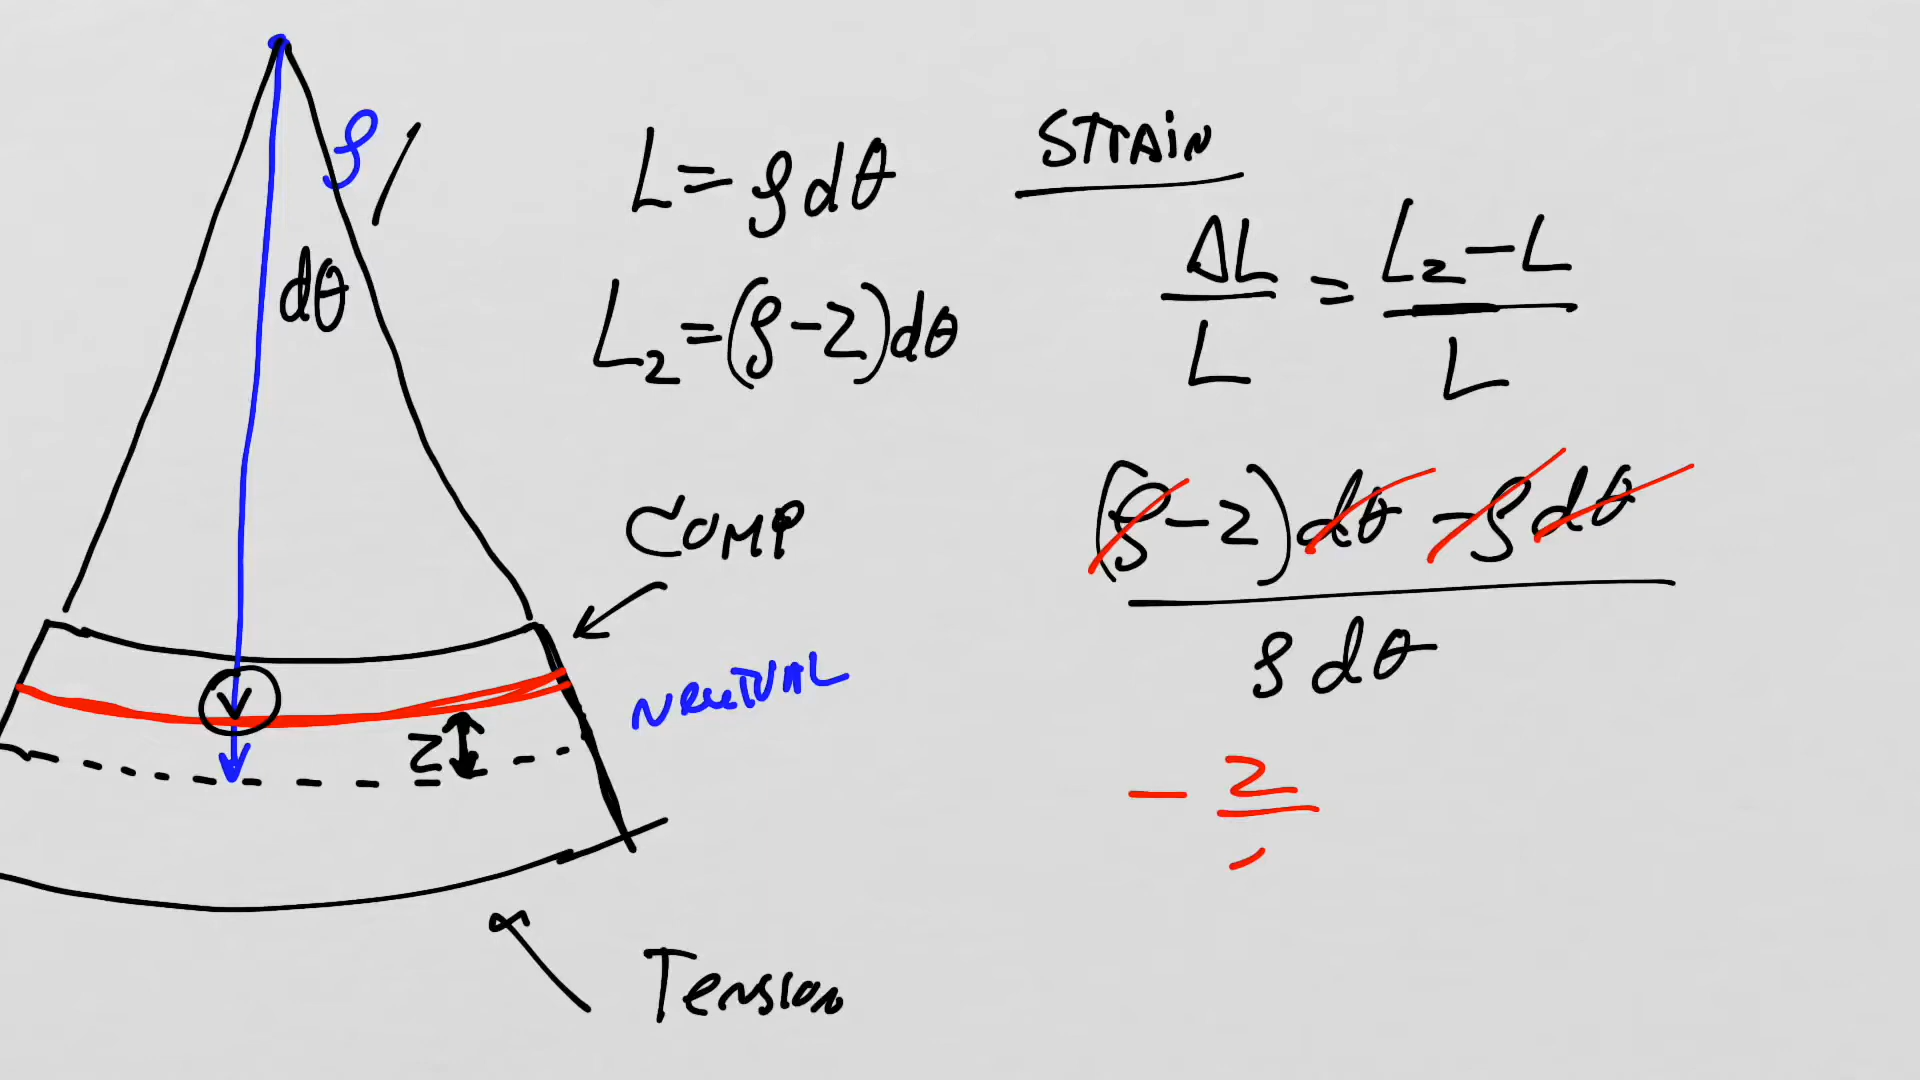 ρ
dθ
L = ρ dθ
L₂ = (ρ - z) dθ
COMP
NEUTRAL
z
Tension
STRAIN
ΔL / L = (L₂ - L) / L
(ρ - z) dθ - ρ dθ
ρ dθ
- z